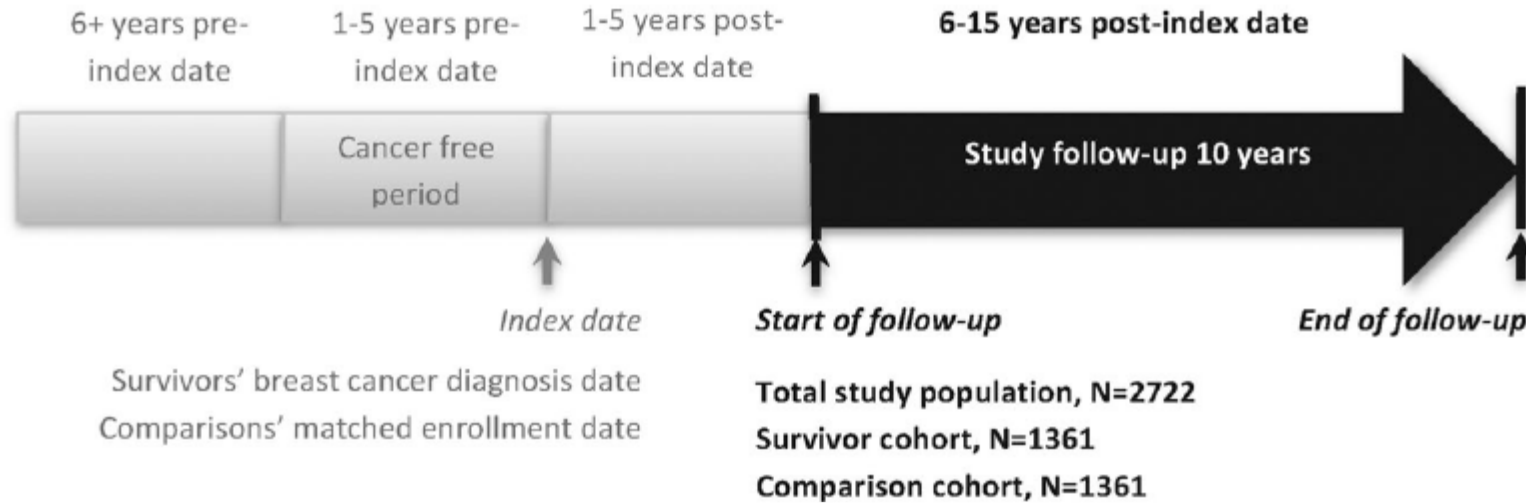 6+ years pre-
index date
1-5 years pre-
index date
1-5 years post-
index date
6-15 years post-index date
Cancer free
period
Study follow-up 10 years
Index date
Survivors’ breast cancer diagnosis date
Comparisons’ matched enrollment date
Start of follow-up
Total study population, N=2722
Survivor cohort, N=1361
Comparison cohort, N=1361
End of follow-up